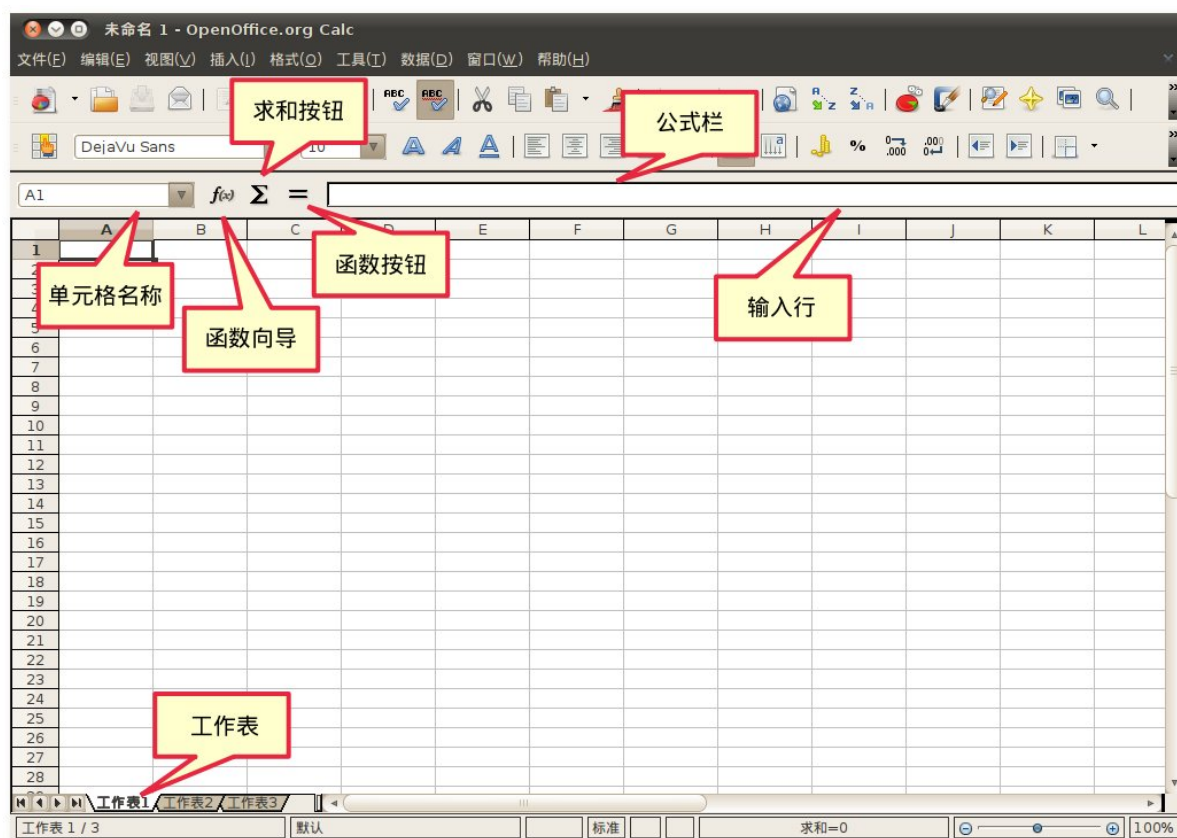 未命名 1 - OpenOffice.org Calc
文件(F) 编辑(E) 视图(V) 插入(I) 格式(O) 工具(T) 数据(D) 窗口(W) 帮助(H)
ABC ABC
求和按钮
公式栏
DejaVu Sans 10
A1 f(x) Σ =
A B C D E F G H I J K L
1
2
3
4
5
6
7
8
9
10
11
12
13
14
15
16
17
18
19
20
21
22
23
24
25
26
27
28
单元格名称
函数按钮
函数向导
输入行
工作表
工作表1 工作表2 工作表3
工作表 1 / 3 默认 标准 求和=0 100%